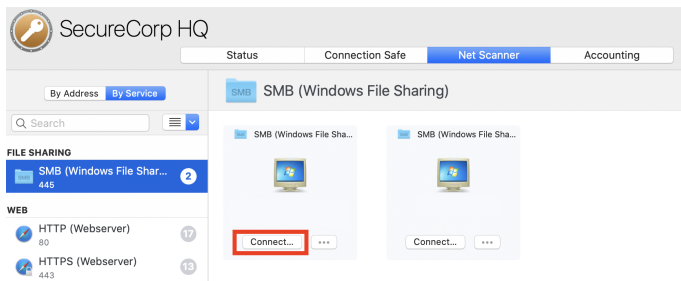 SecureCorp HQ
Status Connection Safe Net Scanner Accounting
By Address By Service
SMB SMB (Windows File Sharing)
Search
SMB (Windows File Sha... SMB (Windows File Sha...
FILE SHARING
SMB (Windows File Shar... 2
445
WEB
HTTP (Webserver) 17
80
Connect... ... Connect... ...
HTTPS (Webserver) 13
443